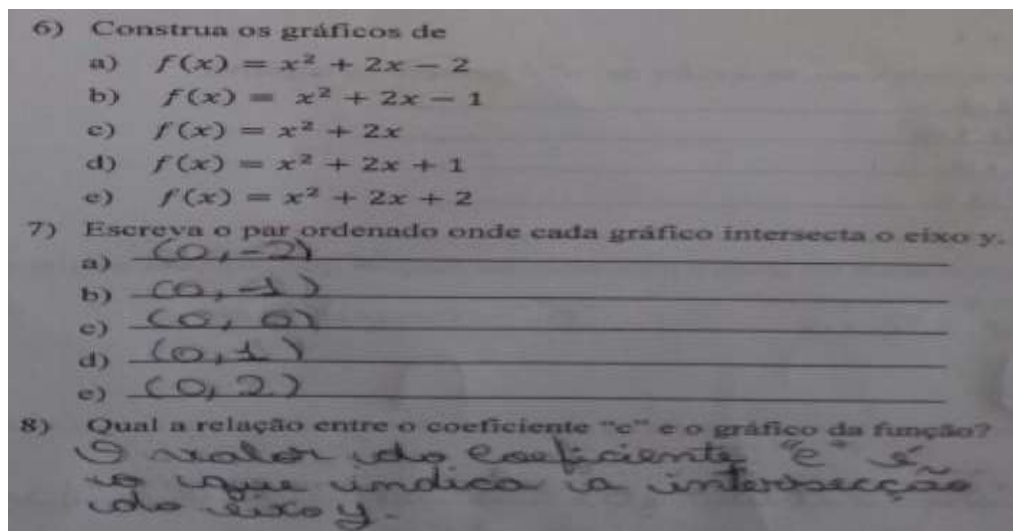 6) Construa os gráficos de
a) f(x) = x² + 2x − 2
b) f(x) = x² + 2x − 1
c) f(x) = x² + 2x
d) f(x) = x² + 2x + 1
e) f(x) = x² + 2x + 2
7) Escreva o par ordenado onde cada gráfico intersecta o eixo y.
a) (0,-2)
b) (0,-1)
c) (0, 0)
d) (0,1)
e) (0,2)
8) Qual a relação entre o coeficiente "c" e o gráfico da função?
O valor do coeficiente "c" é
o que indica a intersecção
do eixo y.